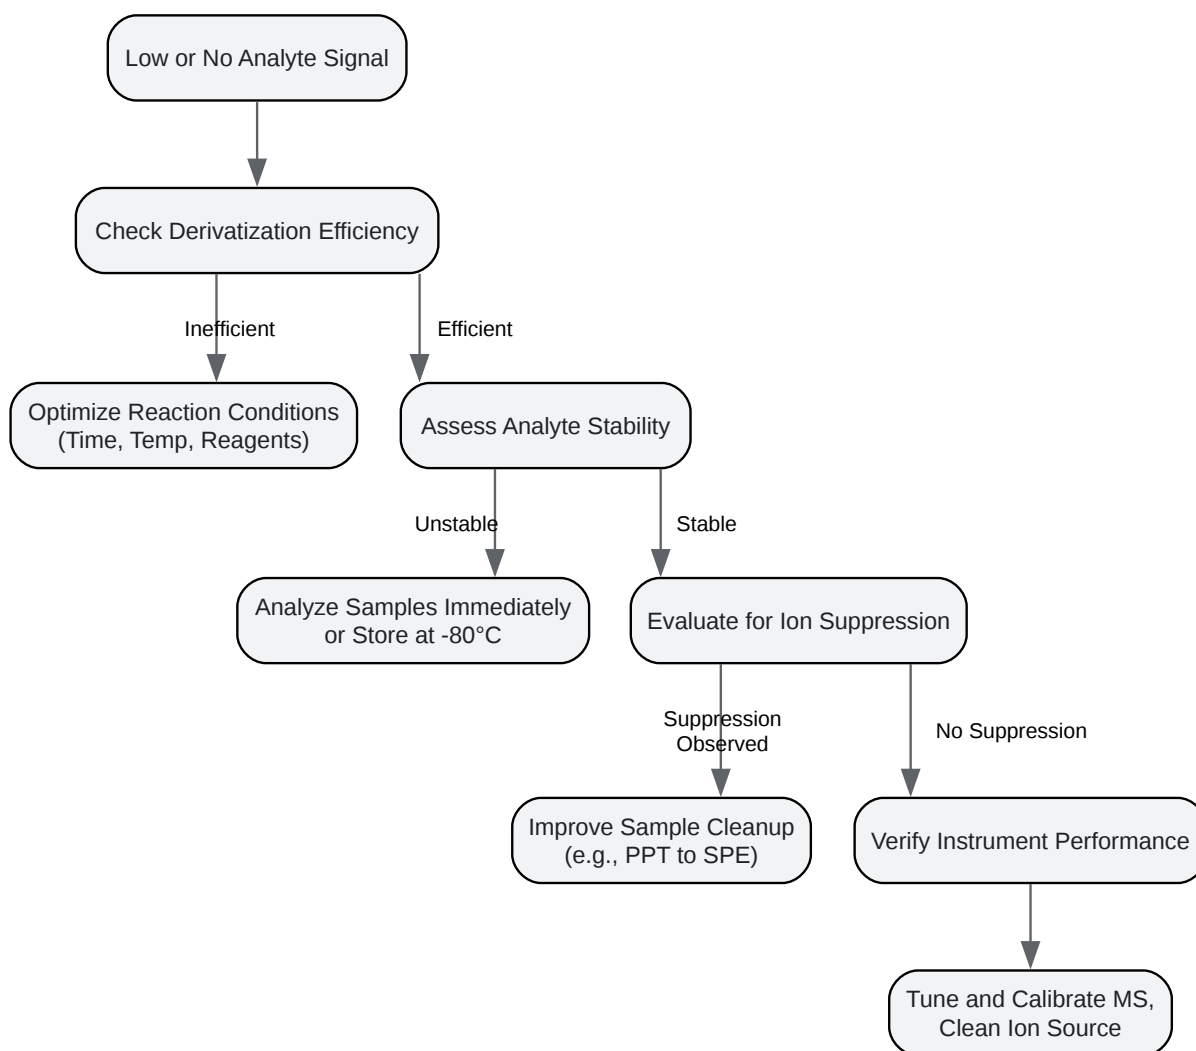 Low or No Analyte Signal
Check Derivatization Efficiency
Inefficient
Efficient
Optimize Reaction Conditions
(Time, Temp, Reagents)
Assess Analyte Stability
Unstable
Stable
Analyze Samples Immediately
or Store at -80°C
Evaluate for Ion Suppression
Suppression
Observed
No Suppression
Improve Sample Cleanup
(e.g., PPT to SPE)
Verify Instrument Performance
Tune and Calibrate MS,
Clean Ion Source